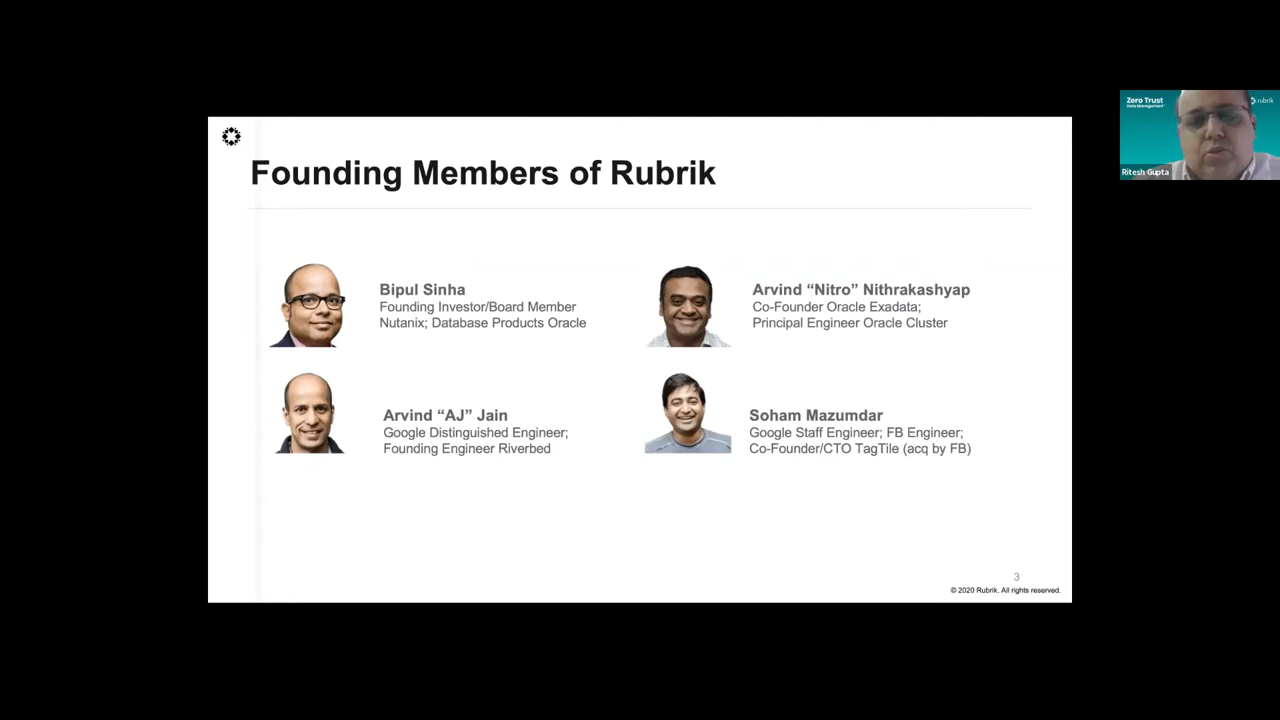 Founding Members of Rubrik
Bipul Sinha
Founding Investor/Board Member
Nutanix; Database Products Oracle
Arvind “Nitro” Nithrakashyap
Co-Founder Oracle Exadata;
Principal Engineer Oracle Cluster
Arvind “AJ” Jain
Google Distinguished Engineer;
Founding Engineer Riverbed
Soham Mazumdar
Google Staff Engineer; FB Engineer;
Co-Founder/CTO TagTile (acq by FB)
3
© 2020 Rubrik. All rights reserved.
Zero Trust
Data Management™
rubrik
Ritesh Gupta